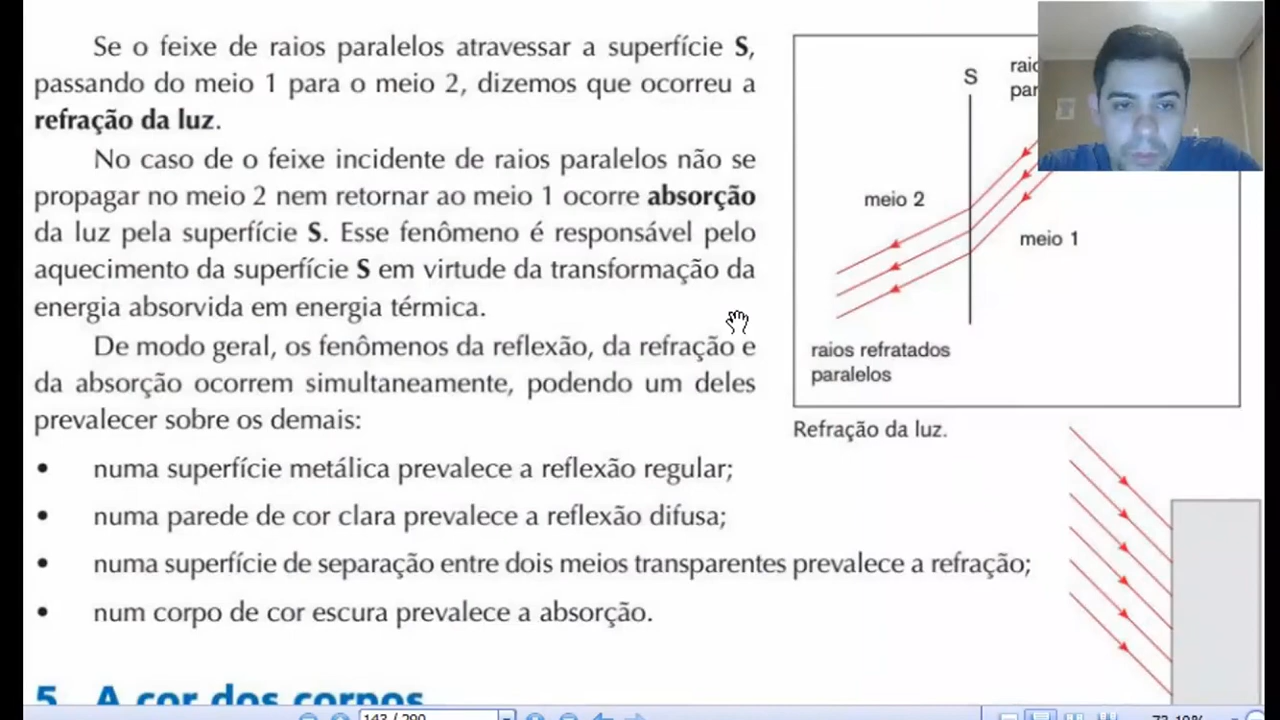 Se o feixe de raios paralelos atravessar a superfície S,
passando do meio 1 para o meio 2, dizemos que ocorreu a
refração da luz.
No caso de o feixe incidente de raios paralelos não se
propagar no meio 2 nem retornar ao meio 1 ocorre absorção
da luz pela superfície S. Esse fenômeno é responsável pelo
aquecimento da superfície S em virtude da transformação da
energia absorvida em energia térmica.
De modo geral, os fenômenos da reflexão, da refração e
da absorção ocorrem simultaneamente, podendo um deles
prevalecer sobre os demais:
• numa superfície metálica prevalece a reflexão regular;
• numa parede de cor clara prevalece a reflexão difusa;
• numa superfície de separação entre dois meios transparentes prevalece a refração;
• num corpo de cor escura prevalece a absorção.
S
meio 2
meio 1
raios refratados
paralelos
Refração da luz.
5 A cor dos corpos
143 / 290